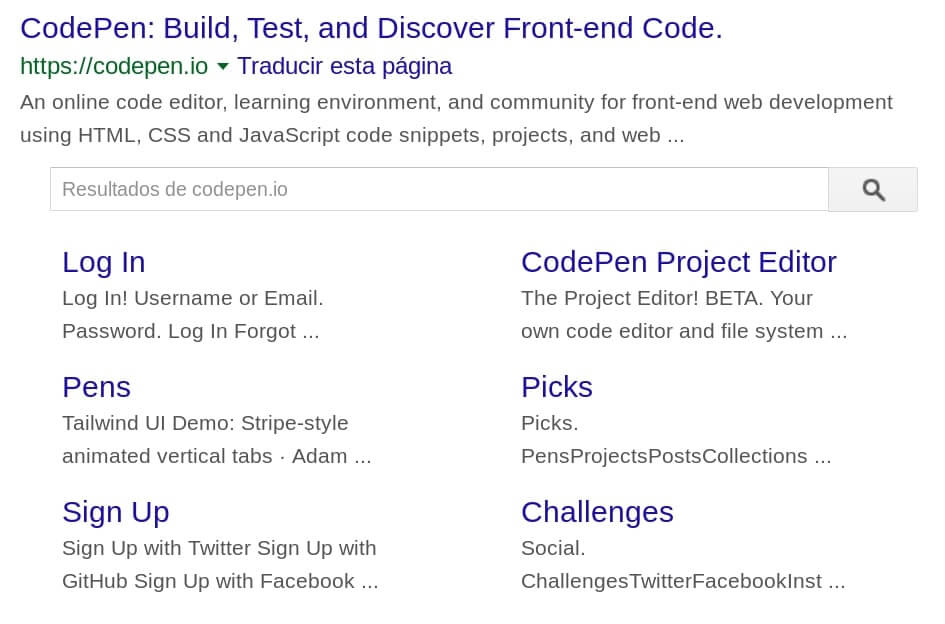 CodePen: Build, Test, and Discover Front-end Code.
https://codepen.io Traducir esta página
An online code editor, learning environment, and community for front-end web development
using HTML, CSS and JavaScript code snippets, projects, and web ...
Resultados de codepen.io
Log In
Log In! Username or Email.
Password. Log In Forgot ...
CodePen Project Editor
The Project Editor! BETA. Your
own code editor and file system ...
Pens
Tailwind UI Demo: Stripe-style
animated vertical tabs · Adam ...
Picks
Picks.
PensProjectsPostsCollections ...
Sign Up
Sign Up with Twitter Sign Up with
GitHub Sign Up with Facebook ...
Challenges
Social.
ChallengesTwitterFacebookInst ...